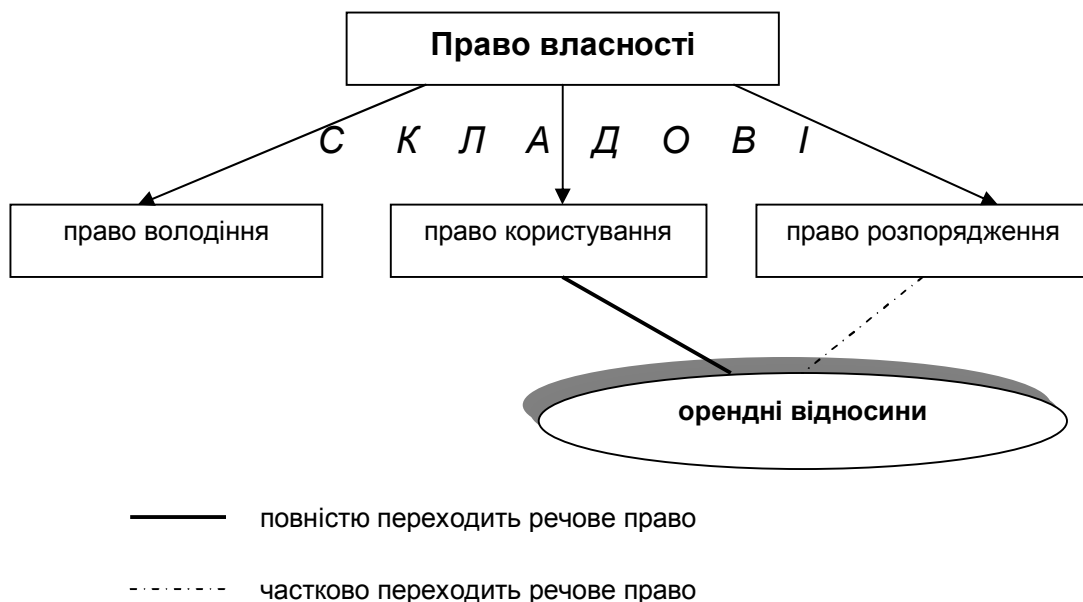 Право власності
С К Л А Д О В І
право володіння
право користування
право розпорядження
орендні відносини
повністю переходить речове право
частково переходить речове право